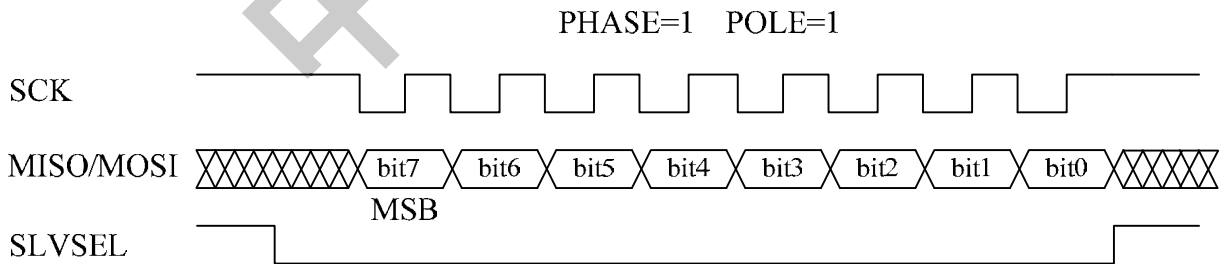 PHASE=1 POLE=1
SCK
MISO/MOSI bit7 bit6 bit5 bit4 bit3 bit2 bit1 bit0
MSB
SLVSEL